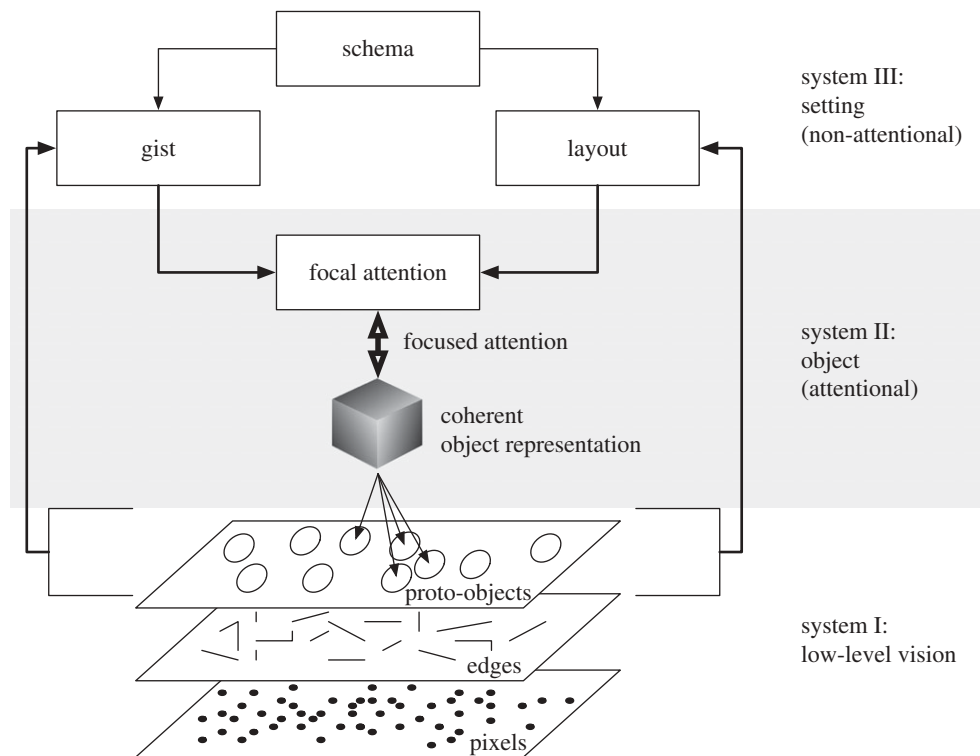 schema
system III:
setting
(non-attentional)
gist
layout
focal attention
focused attention
system II:
object
(attentional)
coherent
object representation
proto-objects
edges
system I:
low-level vision
pixels